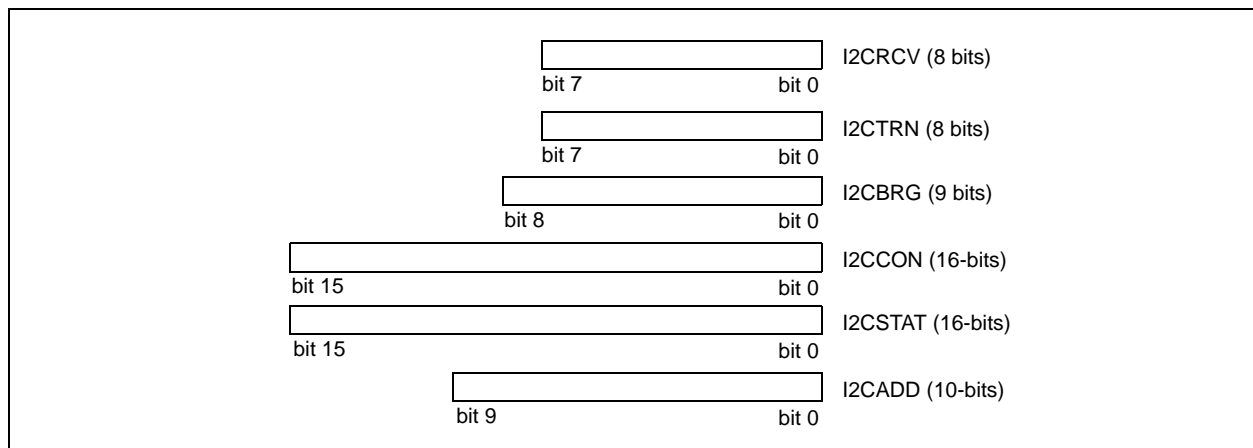 I2CRCV (8 bits)
bit 7 bit 0
I2CTRN (8 bits)
bit 7 bit 0
I2CBRG (9 bits)
bit 8 bit 0
I2CCON (16-bits)
bit 15 bit 0
I2CSTAT (16-bits)
bit 15 bit 0
I2CADD (10-bits)
bit 9 bit 0